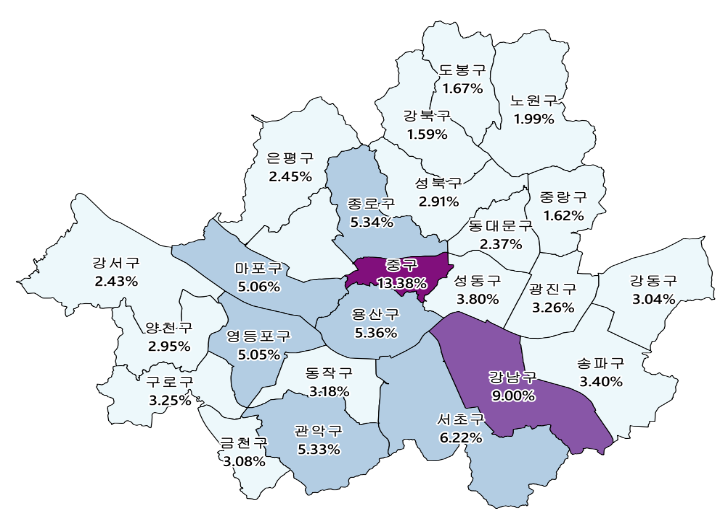 도봉구
1.67%
노원구
1.99%
강북구
1.59%
은평구
2.45%
성북구
2.91%
중랑구
1.62%
종로구
5.34%
동대문구
2.37%
강서구
2.43%
마포구
5.06%
중구
13.38%
성동구
3.80%
광진구
3.26%
강동구
3.04%
양천구
2.95%
영등포구
5.05%
용산구
5.36%
구로구
3.25%
동작구
3.18%
강남구
9.00%
송파구
3.40%
금천구
3.08%
관악구
5.33%
서초구
6.22%